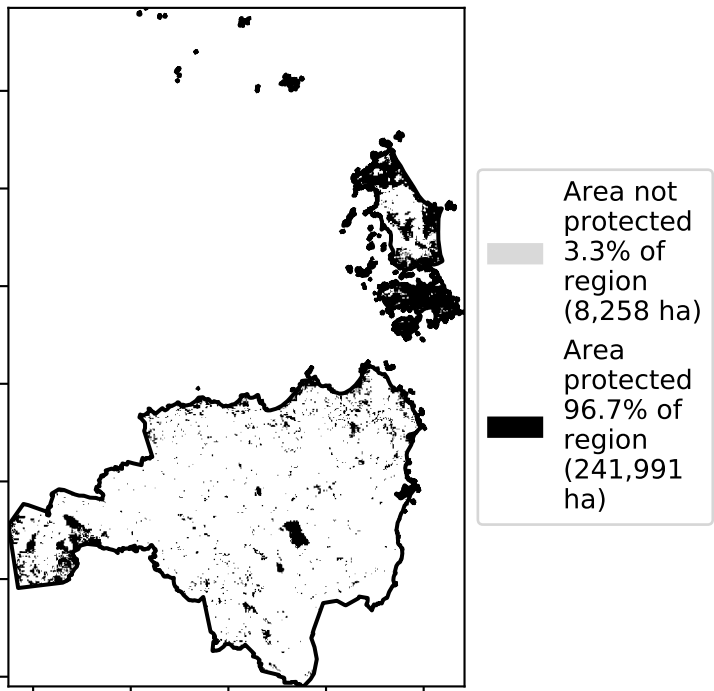 Area not
protected
3.3% of
region
(8,258 ha)
Area
protected
96.7% of
region
(241,991
ha)